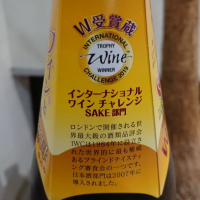 W受賞蔵
INTERNATIONAL
TROPHY
Wine
WINNER
CHALLENGE 2019
インターナショナル
ワイン チャレンジ
SAKE部門
ロンドンで開催される世
界最大級の酒類品評会
IWCは1984年に設立さ
れた世界的に最も権威
あるブラインドテイスティ
ング審査会の一つです。
日本酒部門は2007年に
導入されました。